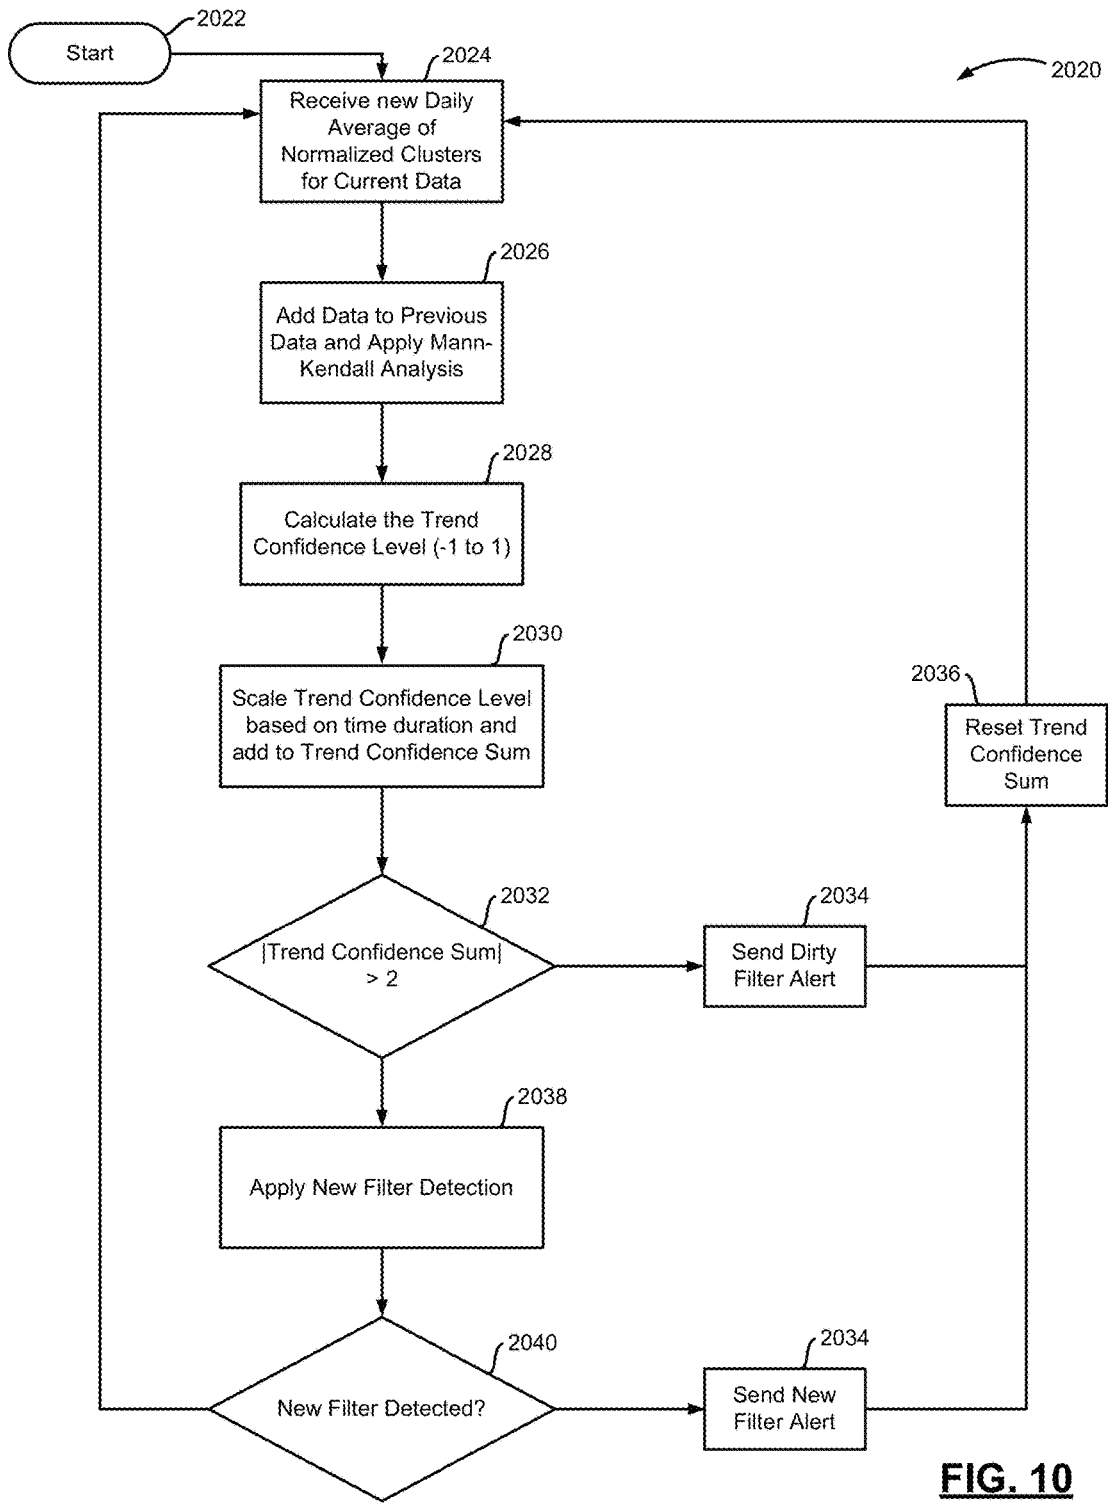 2022
Start
2024
2020
Receive new Daily
Average of
Normalized Clusters
for Current Data
2026
Add Data to Previous
Data and Apply Mann-
Kendall Analysis
2028
Calculate the Trend
Confidence Level (-1 to 1)
2030
Scale Trend Confidence Level
based on time duration and
add to Trend Confidence Sum
2036
Reset Trend
Confidence
Sum
2032
|Trend Confidence Sum|
> 2
2034
Send Dirty
Filter Alert
2038
Apply New Filter Detection
2040
New Filter Detected?
2034
Send New
Filter Alert
FIG. 10